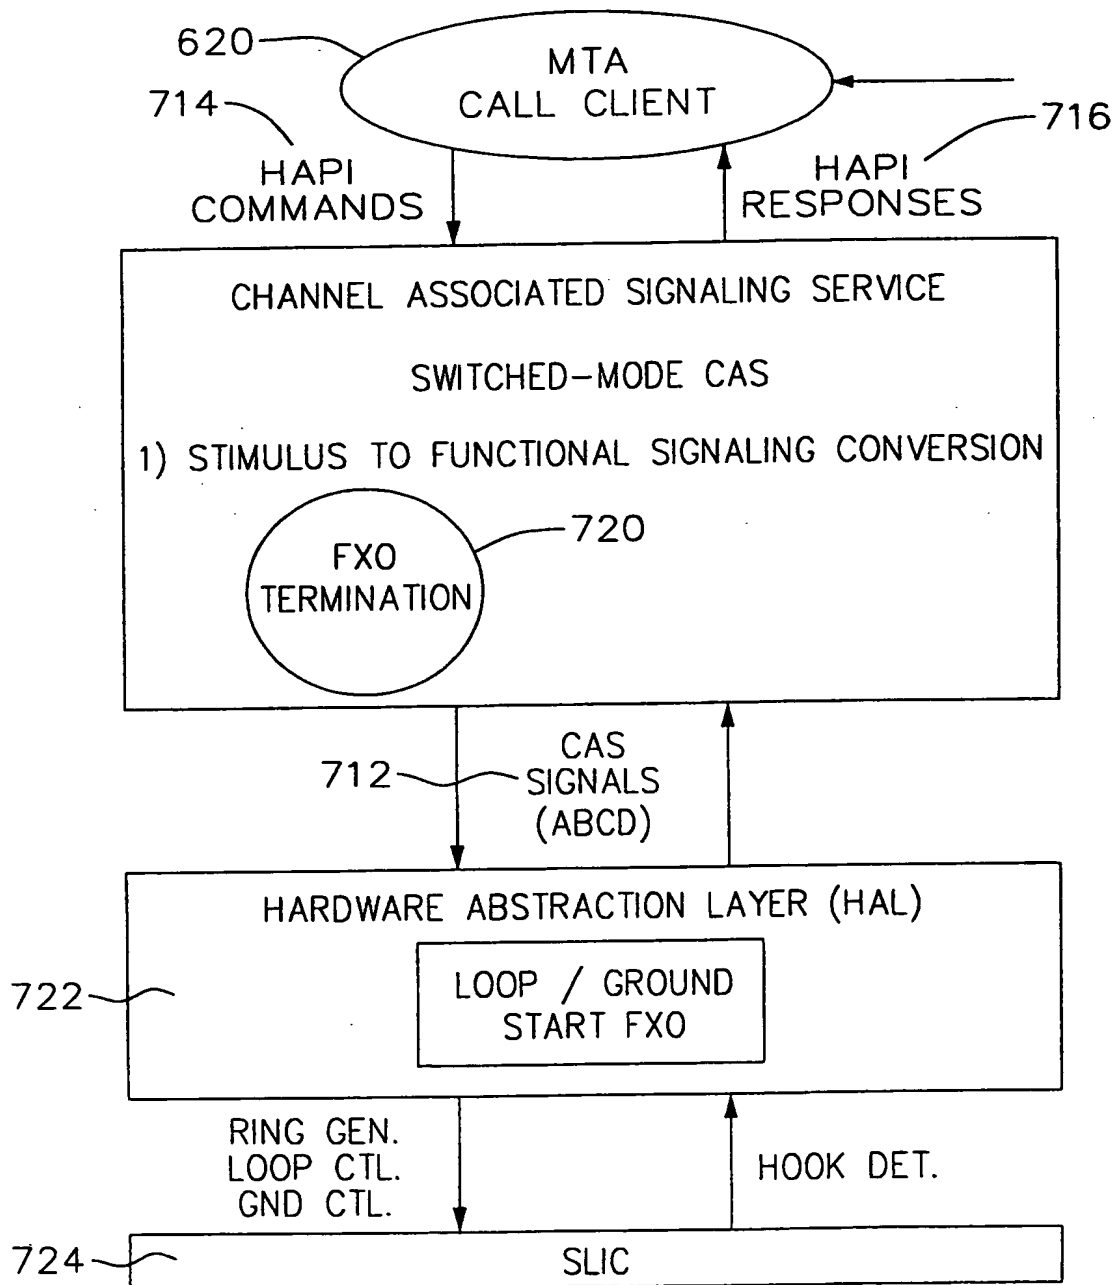 620
MTA
CALL CLIENT
714
716
HAPI
COMMANDS
HAPI
RESPONSES
CHANNEL ASSOCIATED SIGNALING SERVICE
SWITCHED-MODE CAS
1) STIMULUS TO FUNCTIONAL SIGNALING CONVERSION
720
FXO
TERMINATION
712
CAS
SIGNALS
(ABCD)
HARDWARE ABSTRACTION LAYER (HAL)
722
LOOP / GROUND
START FXO
RING GEN.
LOOP CTL.
GND CTL.
HOOK DET.
724
SLIC